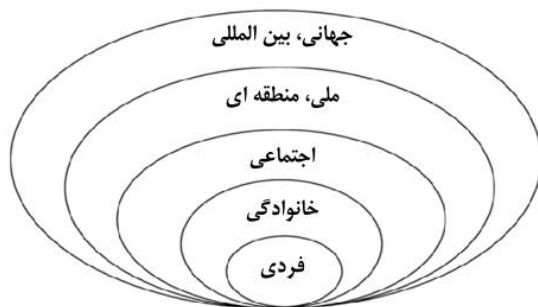 جهانی، بین المللی
ملی، منطقه ای
اجتماعی
خانوادگی
فردی